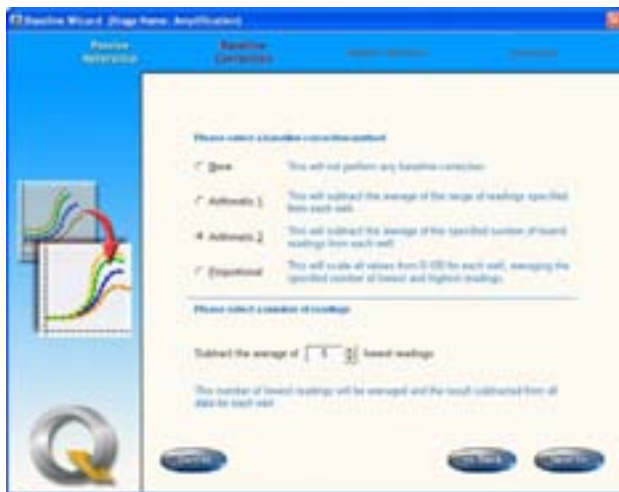 Baseline Wizard (Stage Name: Amplification)
Passive
Reference
Baseline
Correction
Please select a baseline correction method
None
This will not perform any baseline correction
Arithmetic 1
This will subtract the average of the range of readings specified
from each well
Arithmetic 2
This will subtract the average of the specified number of lowest
readings from each well
Proportional
This will scale all values from 0-100 for each well, averaging the
specified number of lowest and highest readings.
Please select a number of readings
Subtract the average of 5 lowest readings
This number of lowest readings will be averaged and the result subtracted from all
data for each well
Cancel
<< Back
Next >>